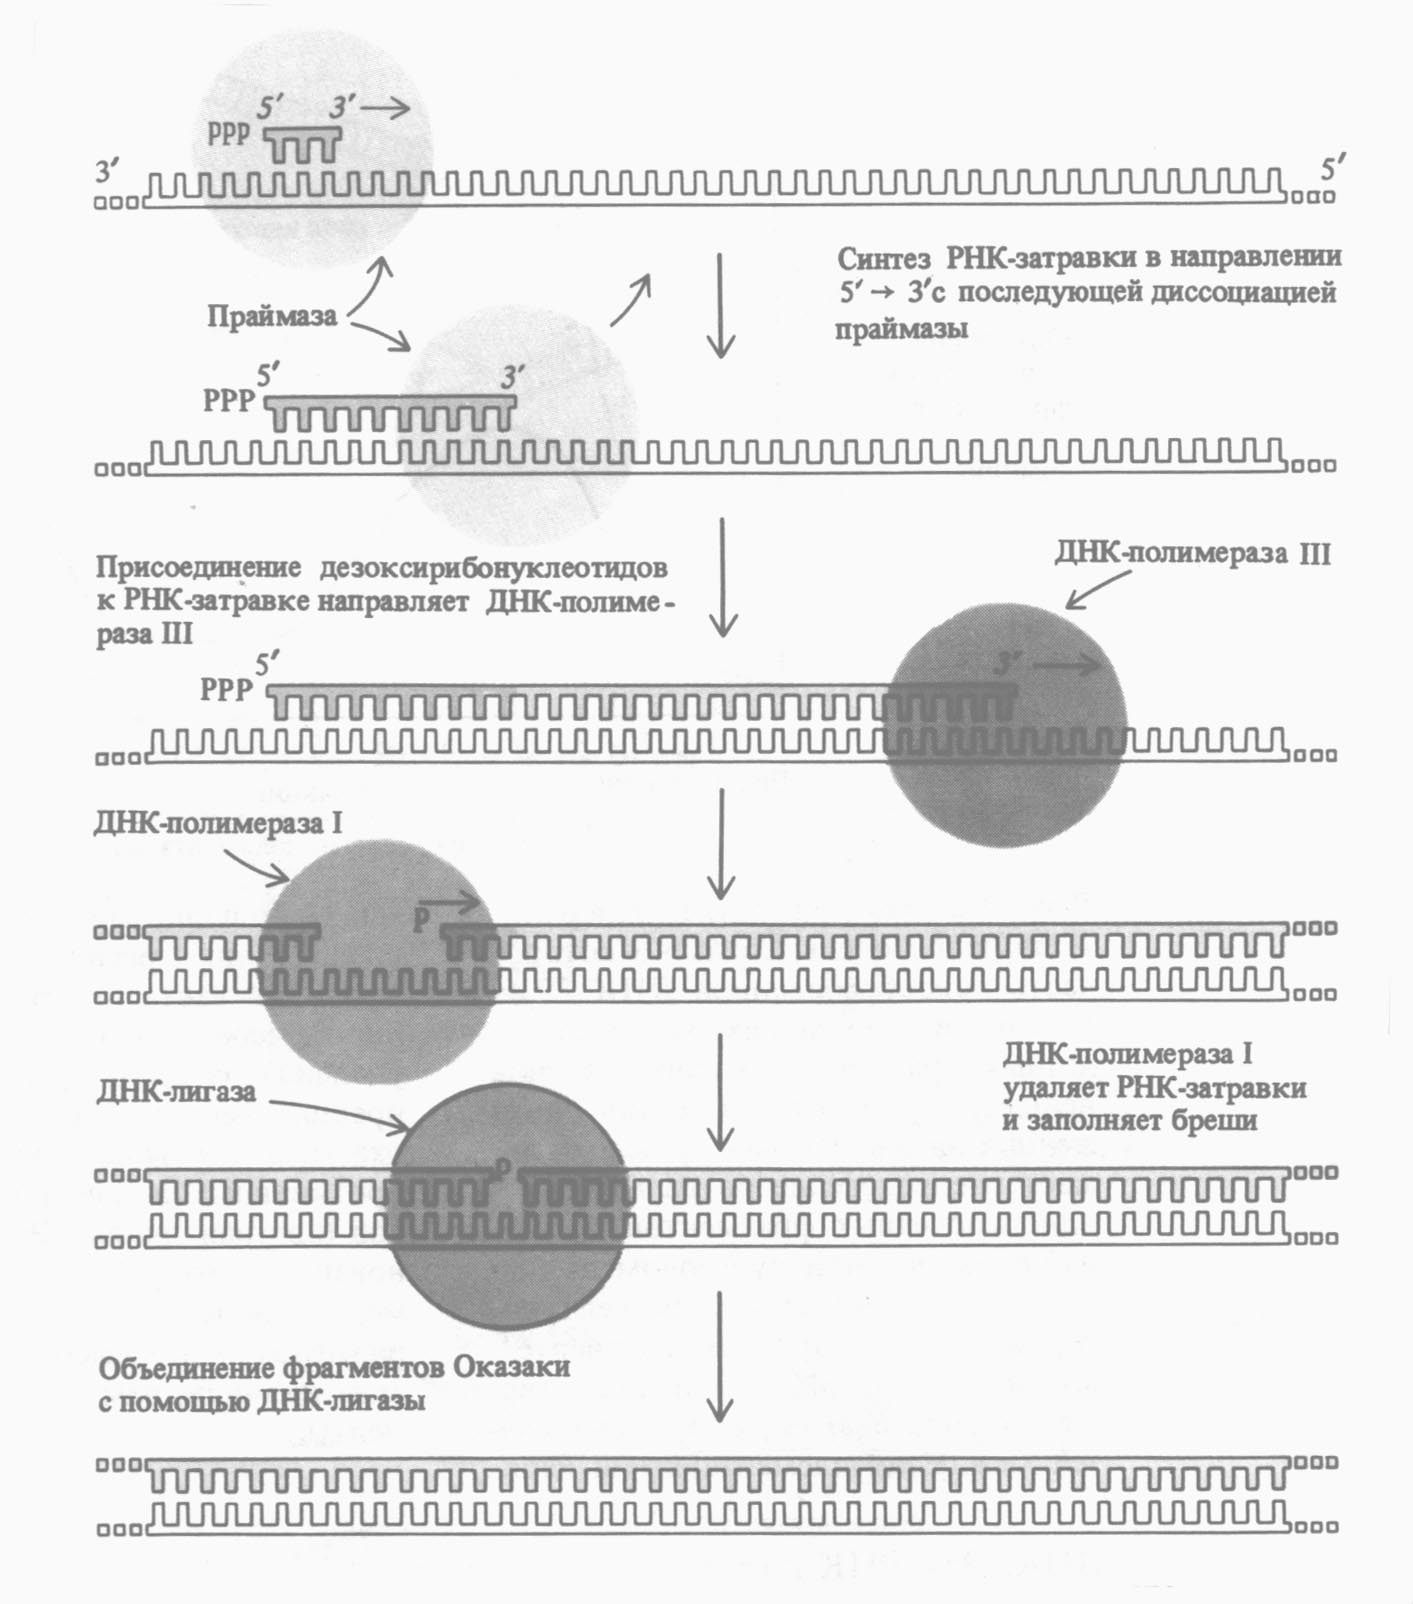 5′ 3′
PPP
3′ 5′
Синтез РНК-затравки в направлении
5′→ 3′с последующей диссоциацией
праймазы
Праймаза
5′ 3′
PPP
Присоединение дезоксирибонуклеотидов
к РНК-затравке направляет ДНК-полиме-
раза III
ДНК-полимераза III
5′ 3′
PPP
ДНК-полимераза I
P
ДНК-полимераза I
удаляет РНК-затравки
и заполняет бреши
ДНК-лигаза
P
Объединение фрагментов Оказаки
с помощью ДНК-лигазы